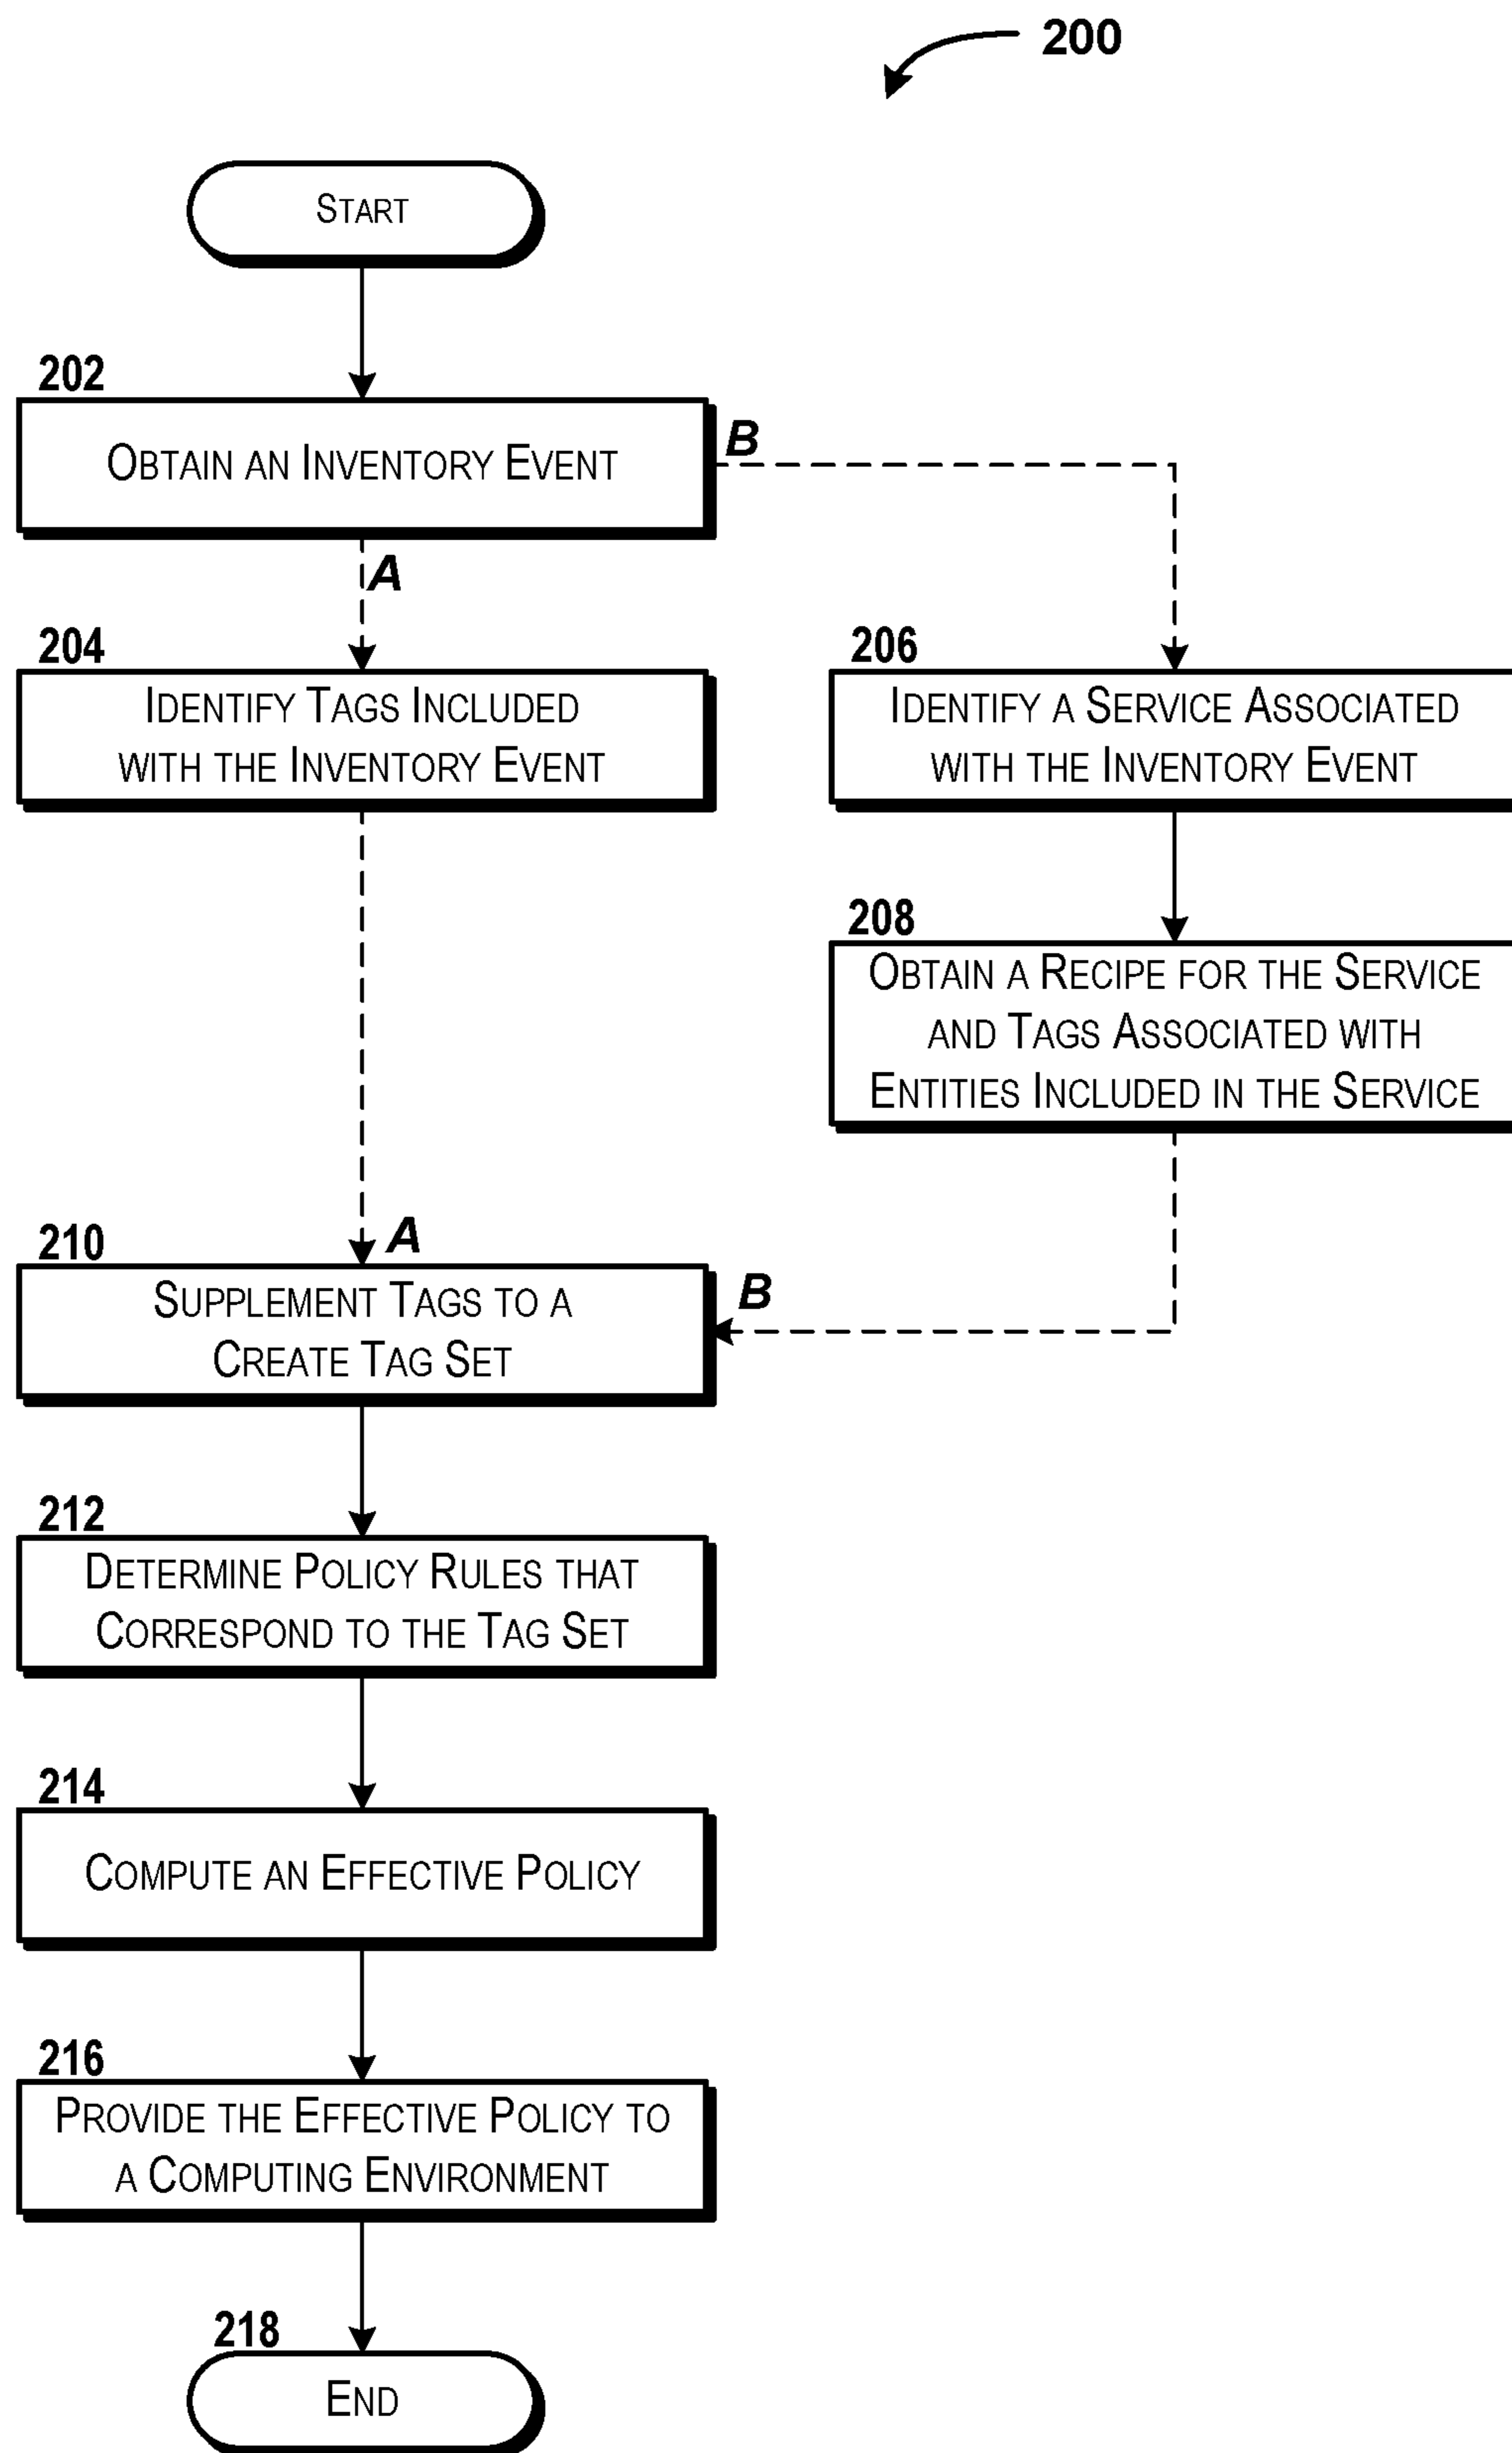 200
START
202
OBTAIN AN INVENTORY EVENT
B
A
204
IDENTIFY TAGS INCLUDED
WITH THE INVENTORY EVENT
206
IDENTIFY A SERVICE ASSOCIATED
WITH THE INVENTORY EVENT
208
OBTAIN A RECIPE FOR THE SERVICE
AND TAGS ASSOCIATED WITH
ENTITIES INCLUDED IN THE SERVICE
A
B
210
SUPPLEMENT TAGS TO A
CREATE TAG SET
212
DETERMINE POLICY RULES THAT
CORRESPOND TO THE TAG SET
214
COMPUTE AN EFFECTIVE POLICY
216
PROVIDE THE EFFECTIVE POLICY TO
A COMPUTING ENVIRONMENT
218
END